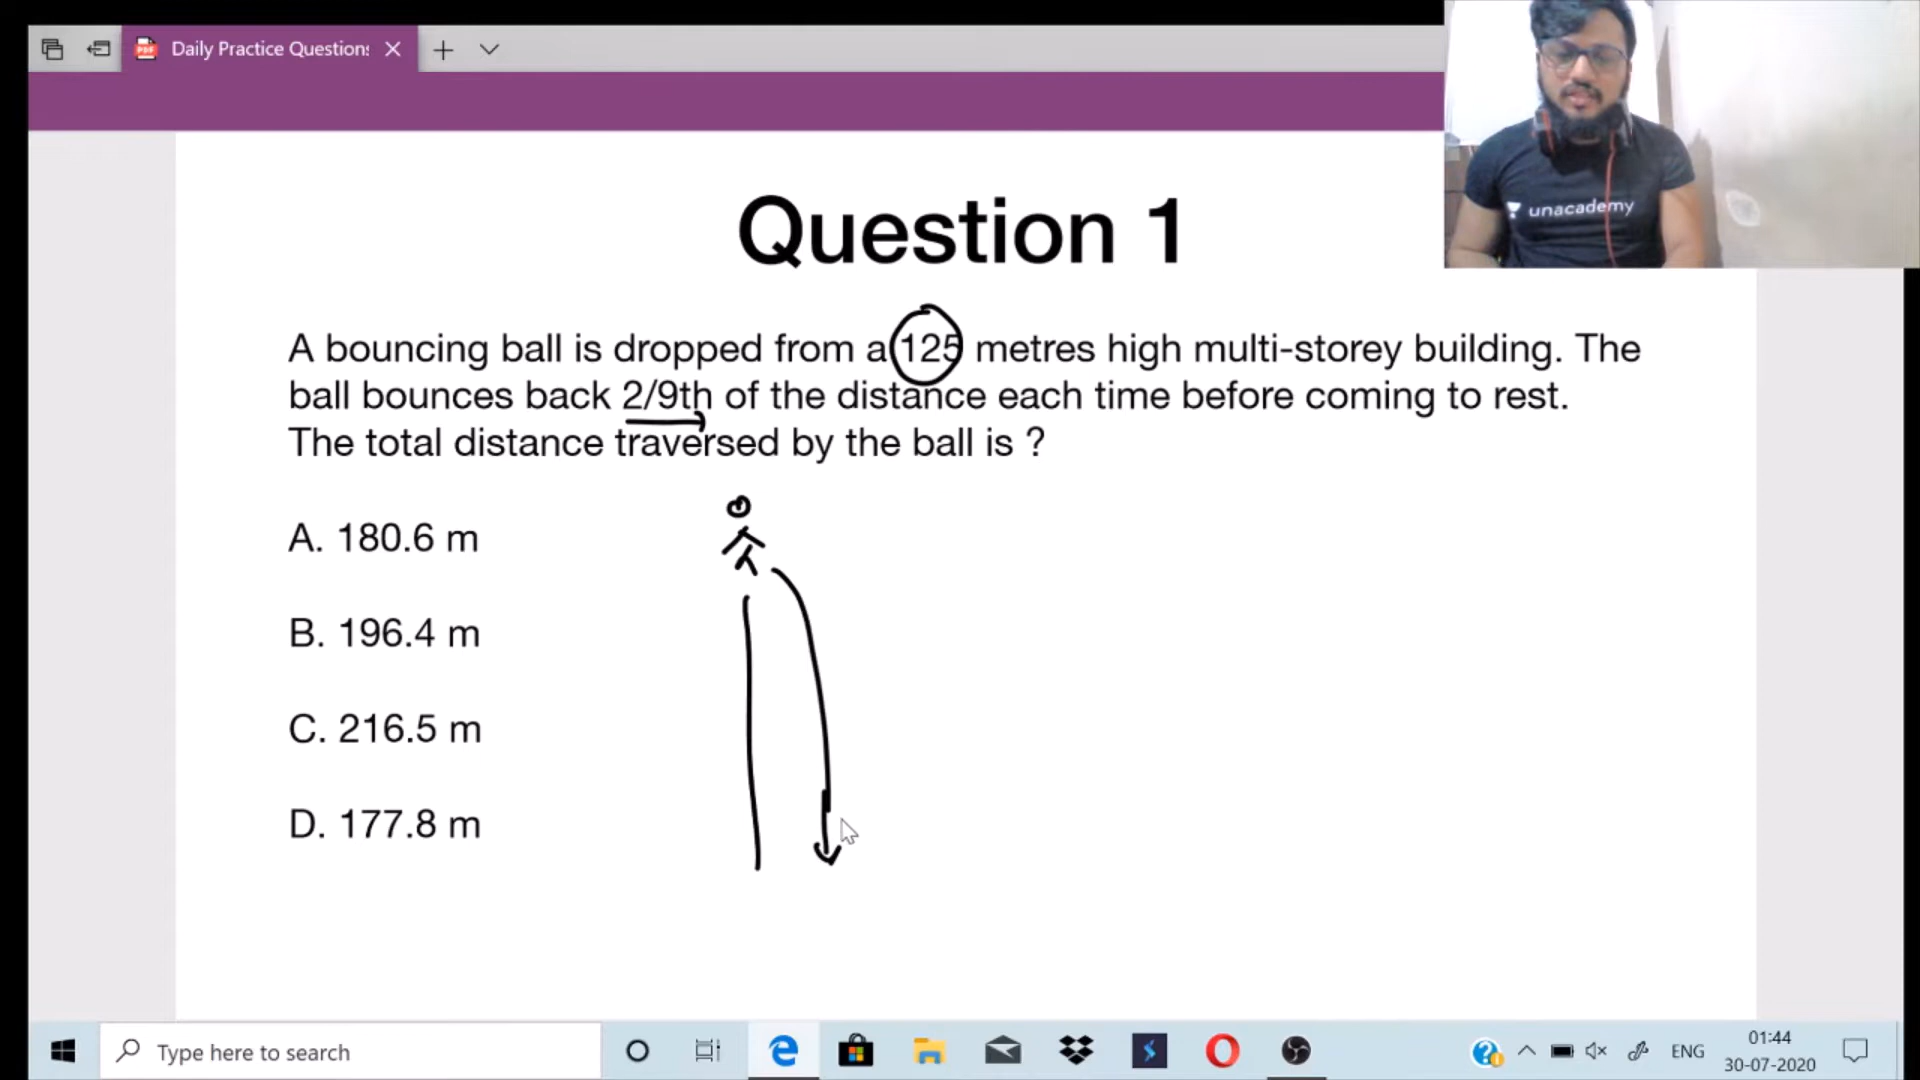 Daily Practice Questions
unacademy
Question 1
A bouncing ball is dropped from a 125 metres high multi-storey building. The
ball bounces back 2/9th of the distance each time before coming to rest.
The total distance traversed by the ball is ?
A. 180.6 m
B. 196.4 m
C. 216.5 m
D. 177.8 m
Type here to search
ENG
01:44
30-07-2020